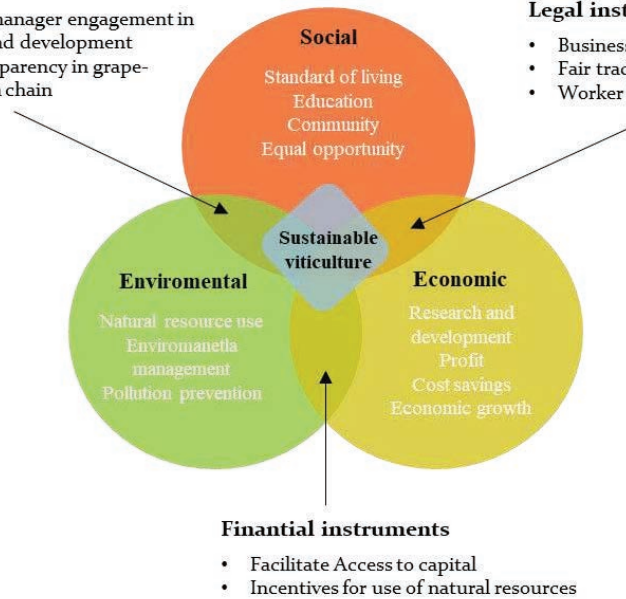 manager engagement in
nd development
parency in grape-
chain
Legal inst
• Business
• Fair trad
• Worker
Social
Standard of living
Education
Community
Equal opportunity
Sustainable
viticulture
Enviromental
Natural resource use
Enviromanetla
management
Pollution prevention
Economic
Research and
development
Profit
Cost savings
Economic growth
Finantial instruments
• Facilitate Access to capital
• Incentives for use of natural resources